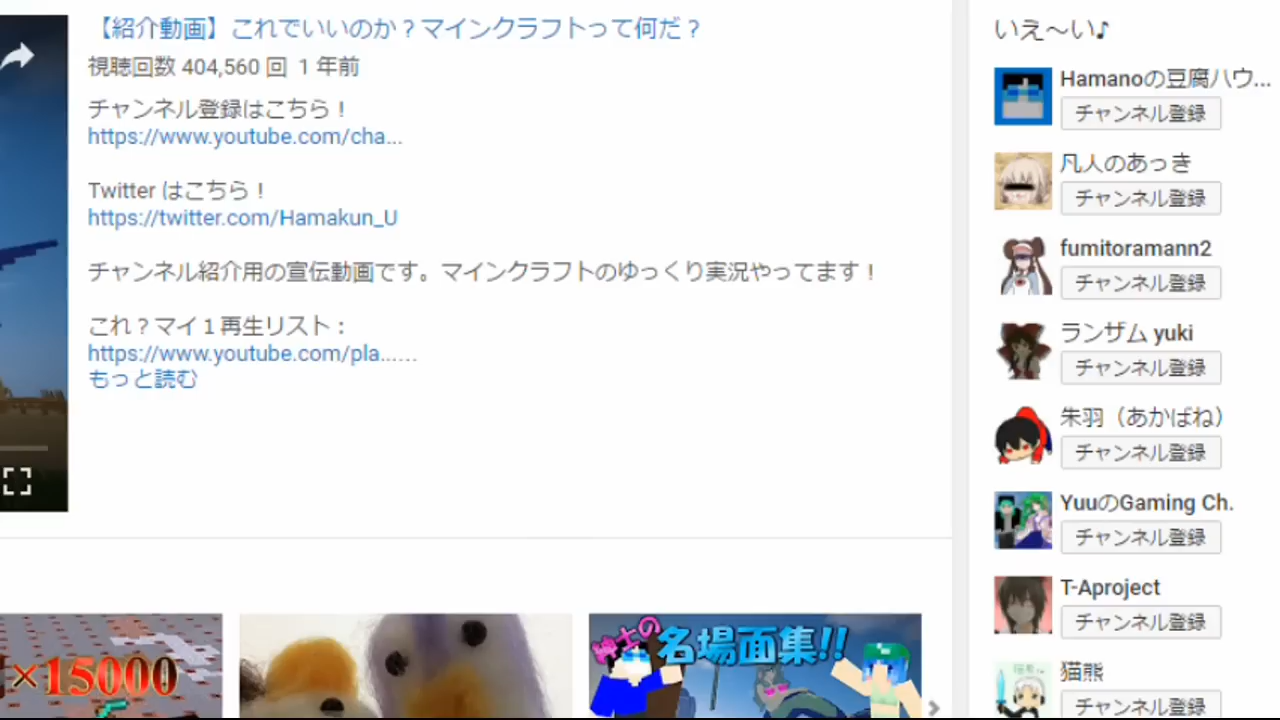 【紹介動画】これでいいのか？マインクラフトって何だ？
視聴回数 404,560 回 1 年前
チャンネル登録はこちら！
https://www.youtube.com/cha...
Twitter はこちら！
https://twitter.com/Hamakun_U
チャンネル紹介用の宣伝動画です。マインクラフトのゆっくり実況やってます！
これ？マイ１再生リスト：
https://www.youtube.com/pla......
もっと読む
×15000
紳士の
名場面集!!
いえ～い♪
Hamanoの豆腐ハウ...
チャンネル登録
凡人のあっき
チャンネル登録
fumitoramann2
チャンネル登録
ランザム yuki
チャンネル登録
朱羽（あかばね）
チャンネル登録
YuuのGaming Ch.
チャンネル登録
T-Aproject
チャンネル登録
猫熊
チャンネル登録